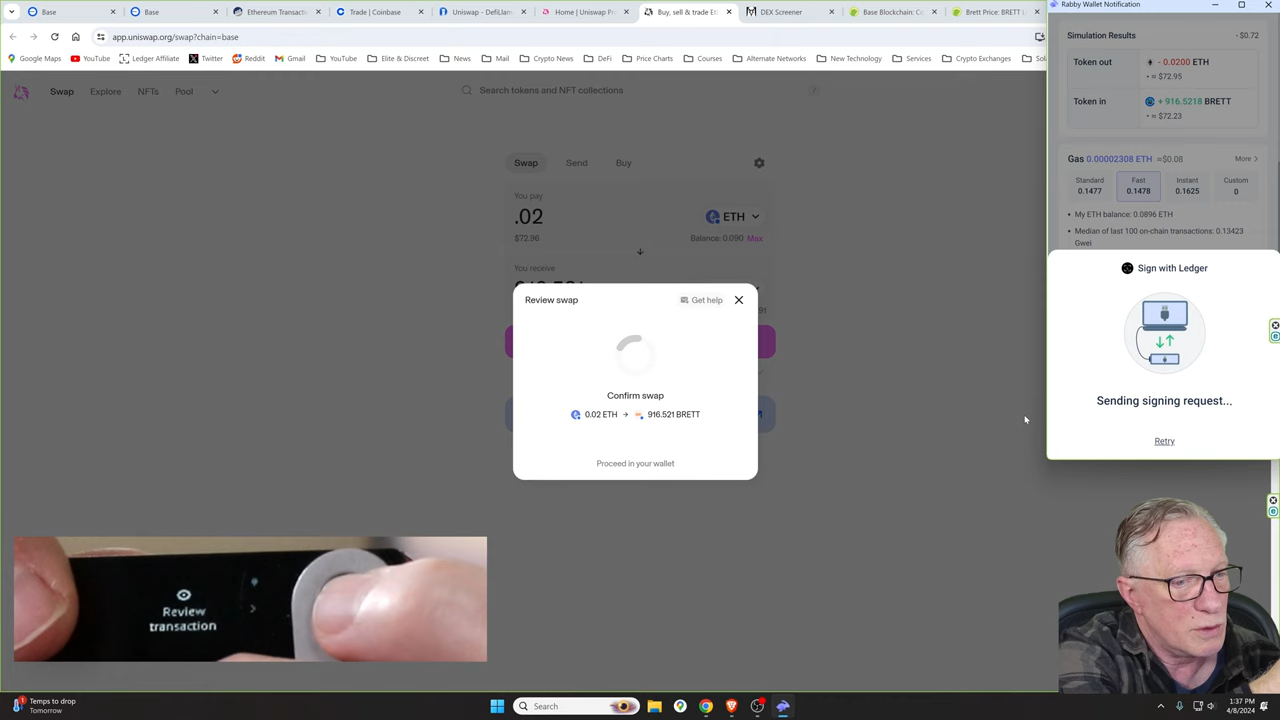 Base
Base
Ethereum Transacti
Trade | Coinbase
Uniswap - DefiLlam
Home | Uniswap Pro
Buy, sell & trade Et
DEX Screener
Base Blockchain: Co
Brett Price: BRETT L
Rabby Wallet Notification
app.uniswap.org/swap?chain=base
Google Maps
YouTube
Ledger Affiliate
Twitter
Reddit
Gmail
YouTube
Elite & Discreet
News
Mail
Crypto News
DeFi
Price Charts
Courses
Alternate Networks
New Technology
Services
Crypto Exchanges
Sol
Swap
Explore
NFTs
Pool
Search tokens and NFT collections
/
Swap
Send
Buy
You pay
.02
ETH
$72.96
Balance: 0.090 Max
You receive
91
Review swap
Get help
Confirm swap
0.02 ETH → 916.521 BRETT
Proceed in your wallet
Simulation Results
- $0.72
Token out
- 0.0200 ETH
• ≈ $72.95
Token in
+ 916.5218 BRETT
• ≈ $72.23
Gas 0.00002308 ETH ≈$0.08
More >
Standard
0.1477
Fast
0.1478
Instant
0.1625
Custom
0
• My ETH balance: 0.0896 ETH
• Median of last 100 on-chain transactions: 0.13423
Gwei
Sign with Ledger
Sending signing request...
Retry
Review
transaction
1
Temps to drop
Tomorrow
Search
1:37 PM
4/8/2024